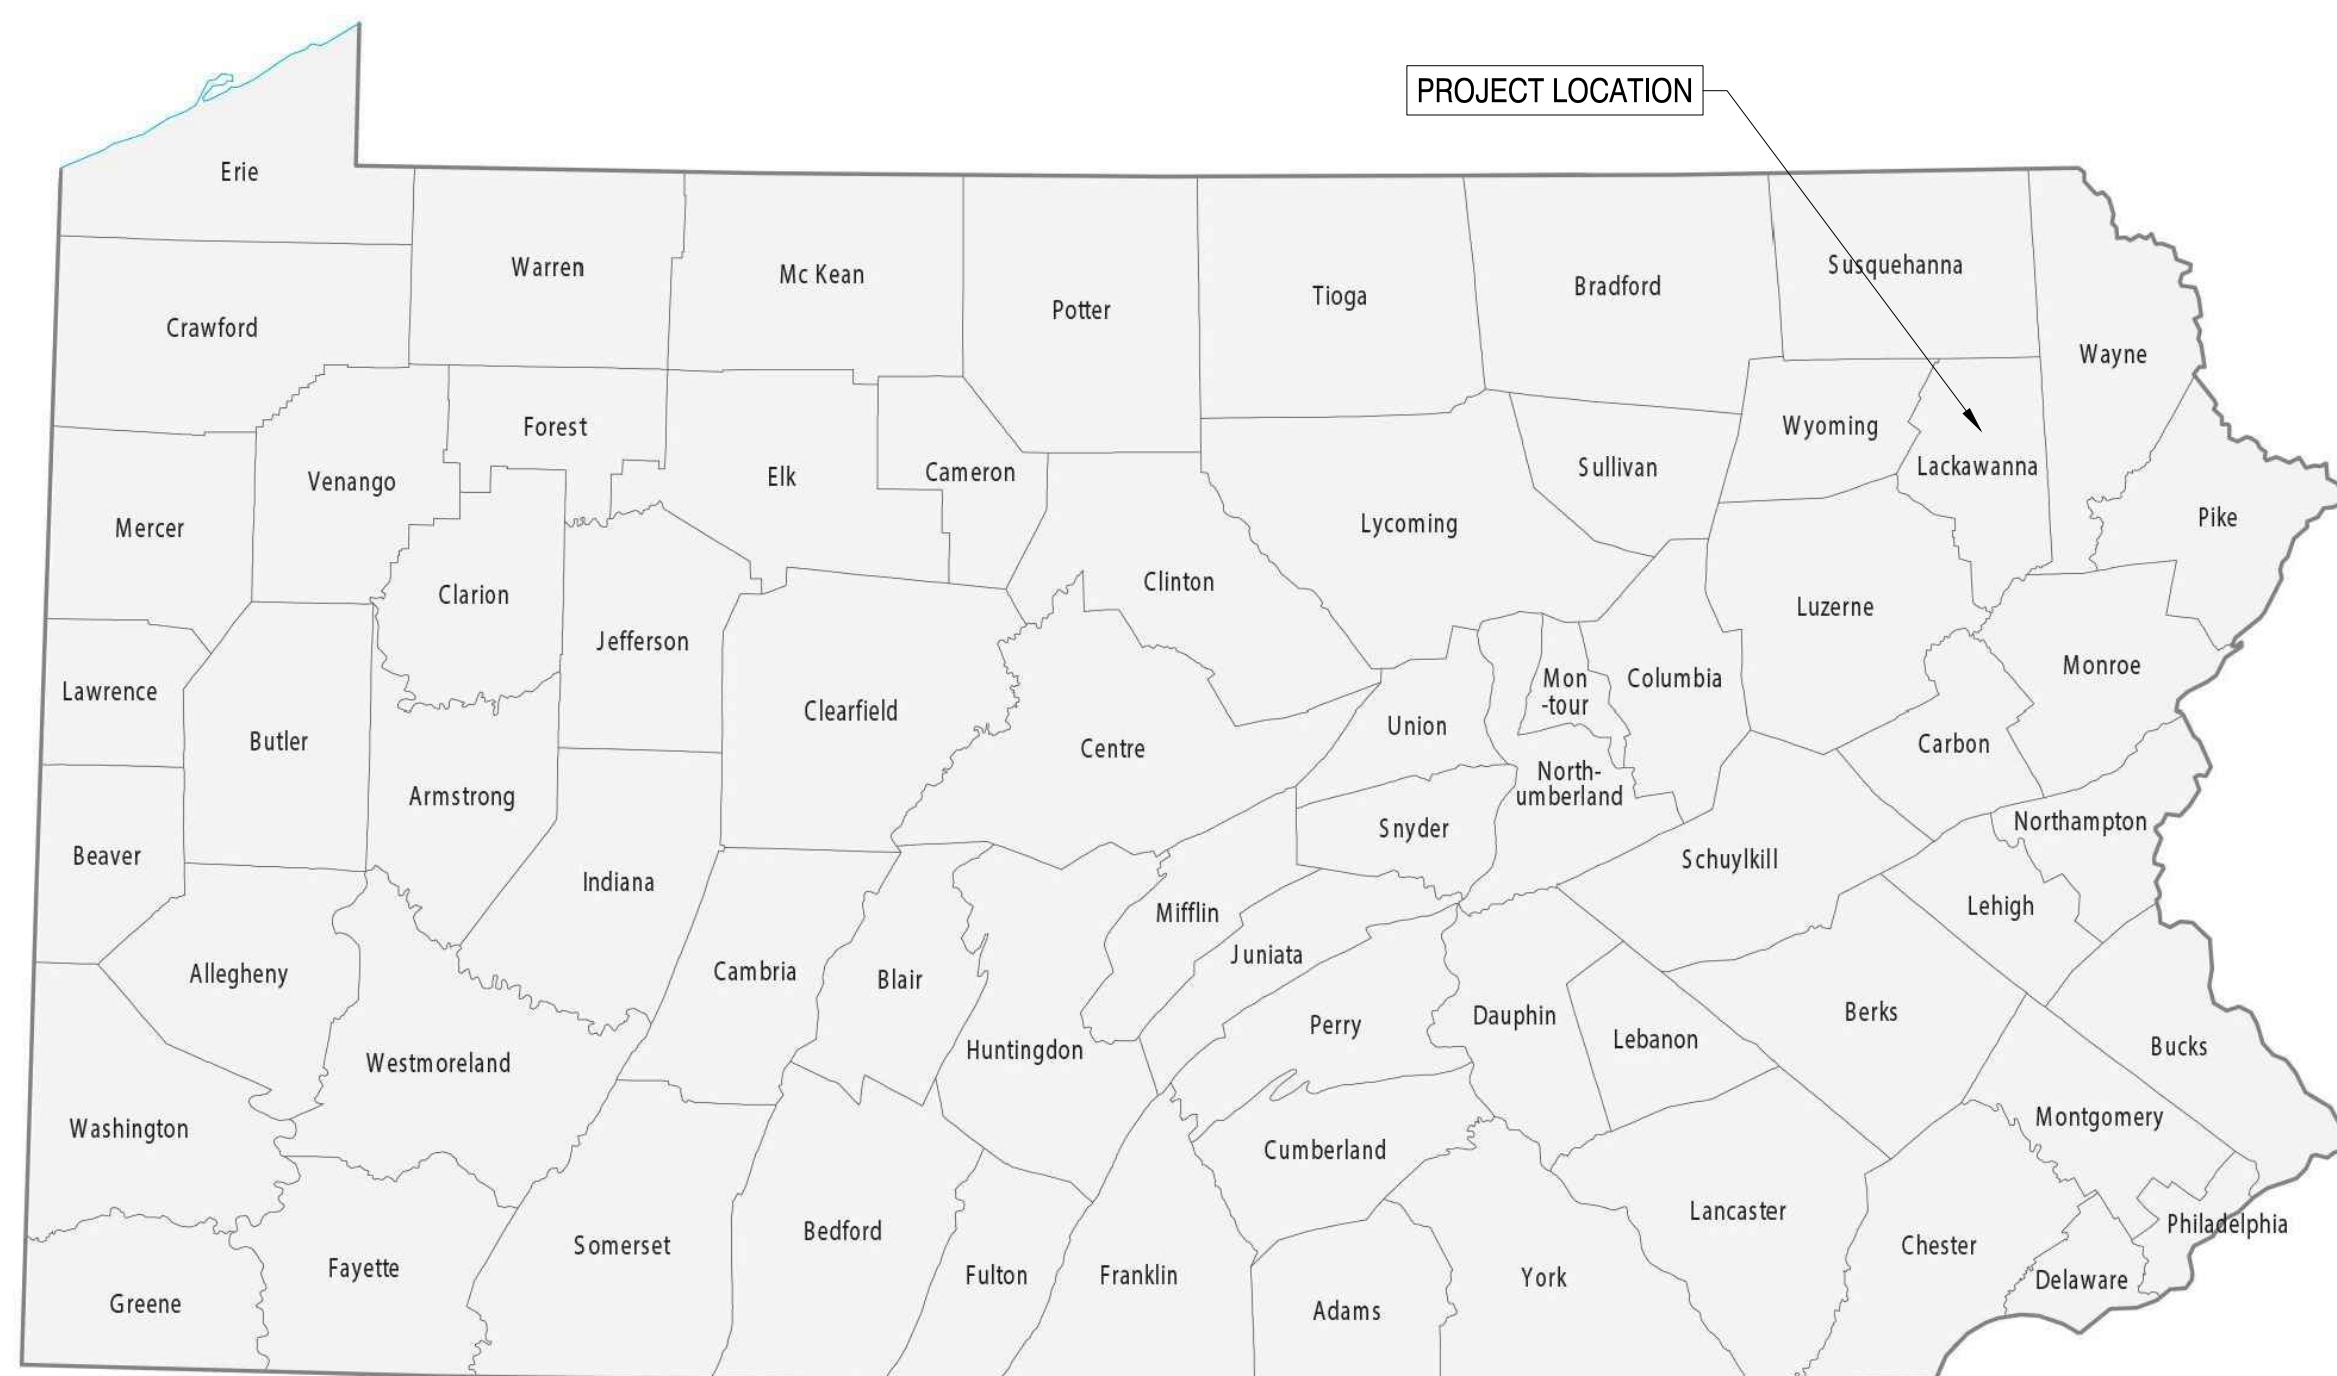 PROJECT LOCATION
Erie
Warren
Mc Kean
Susquehanna
Bradford
Tioga
Potter
Crawford
Wayne
Forest
Wyoming
Lackawanna
Sullivan
Cameron
Elk
Venango
Mercer
Pike
Lycoming
Clinton
Clarion
Luzerne
Jefferson
Monroe
Columbia
Mon
-tour
Lawrence
Clearfield
Union
Butler
Centre
Carbon
North-
umberland
Armstrong
Northampton
Snyder
Beaver
Schuylkill
Indiana
Lehigh
Mifflin
Juniata
Allegheny
Cambria
Blair
Berks
Dauphin
Perry
Lebanon
Bucks
Huntingdon
Westmoreland
Montgomery
Washington
Cumberland
Lancaster
Philadelphia
Bedford
Somerset
Chester
Fayette
Fulton
Franklin
York
Delaware
Greene
Adams